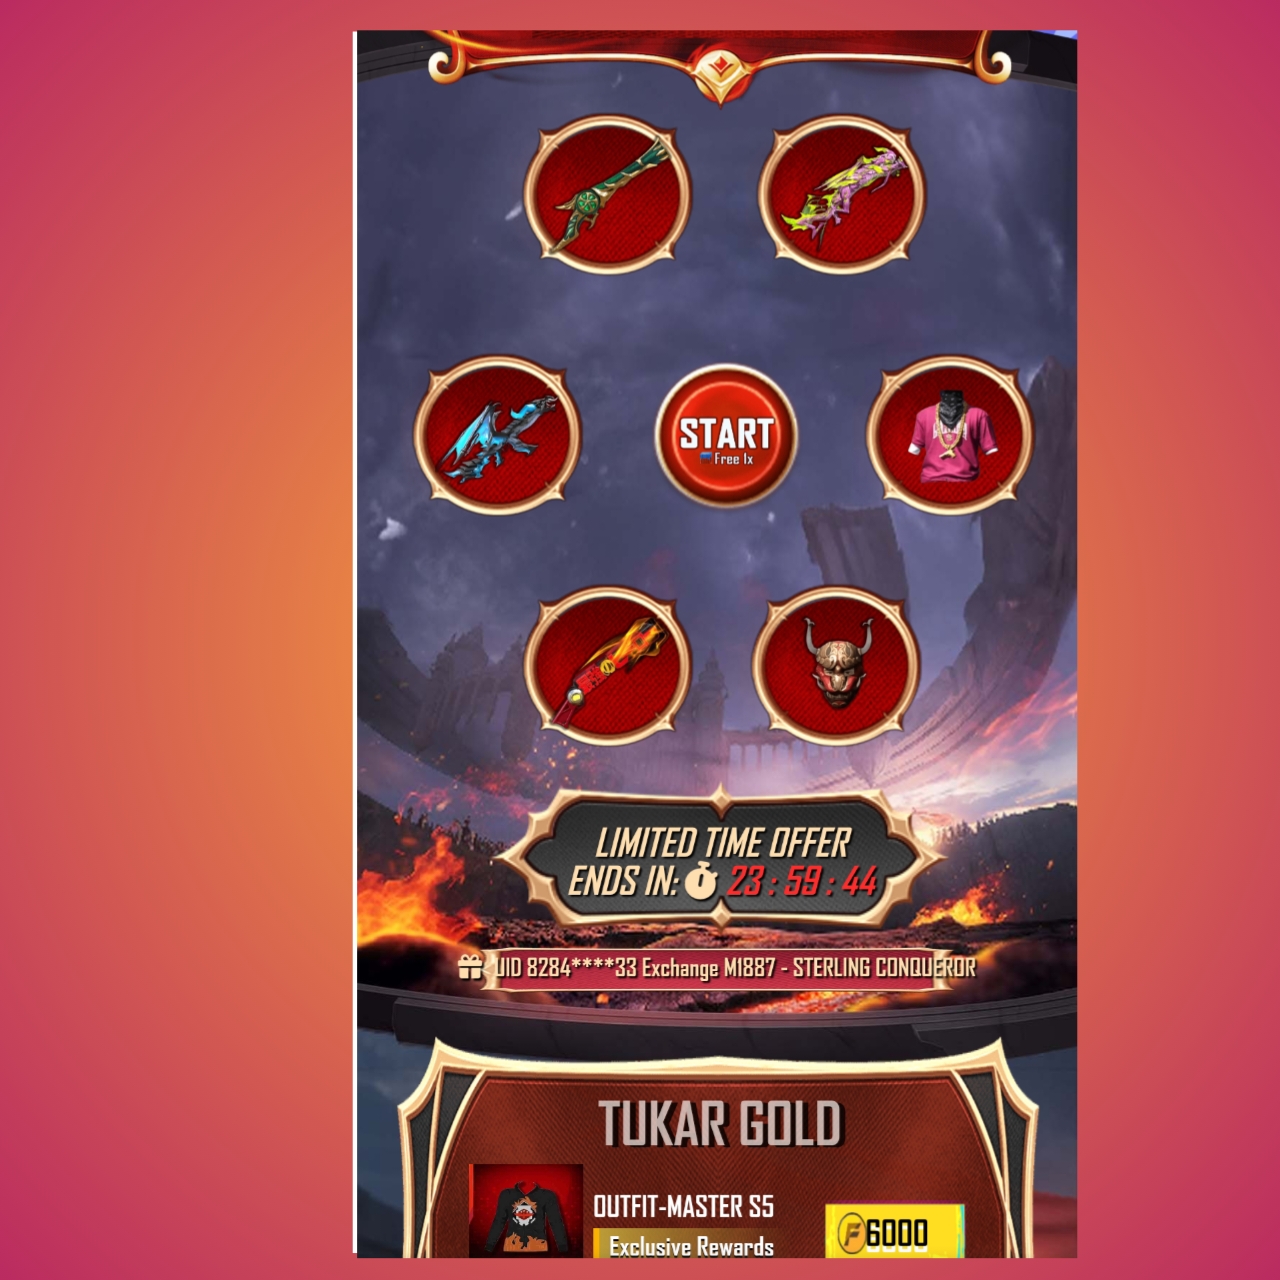 START
Free 1x
LIMITED TIME OFFER
ENDS IN: 23 : 59 : 44
UID 8284****33 Exchange M1887 - STERLING CONQUEROR
TUKAR GOLD
OUTFIT-MASTER S5
Exclusive Rewards
6000